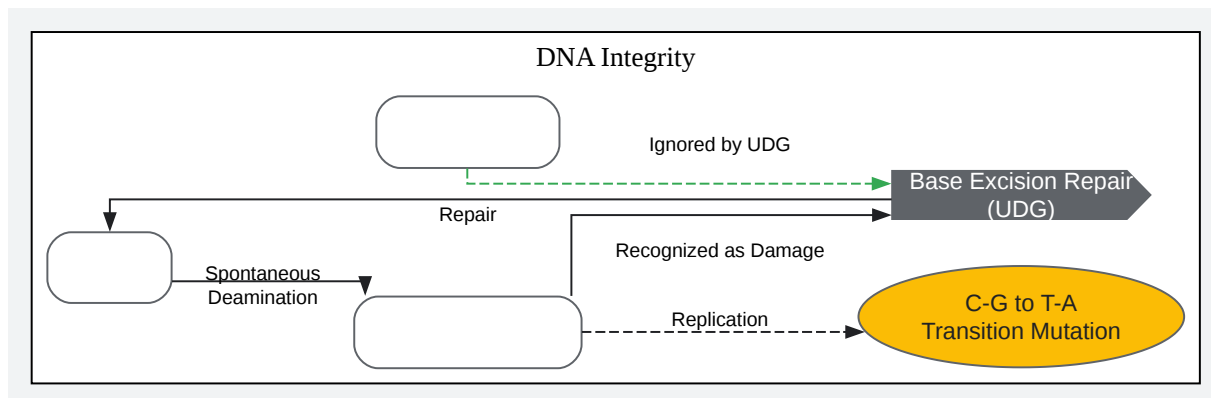 DNA Integrity
Ignored by UDG
Base Excision Repair
(UDG)
Repair
Recognized as Damage
Spontaneous
Deamination
Replication
C-G to T-A
Transition Mutation